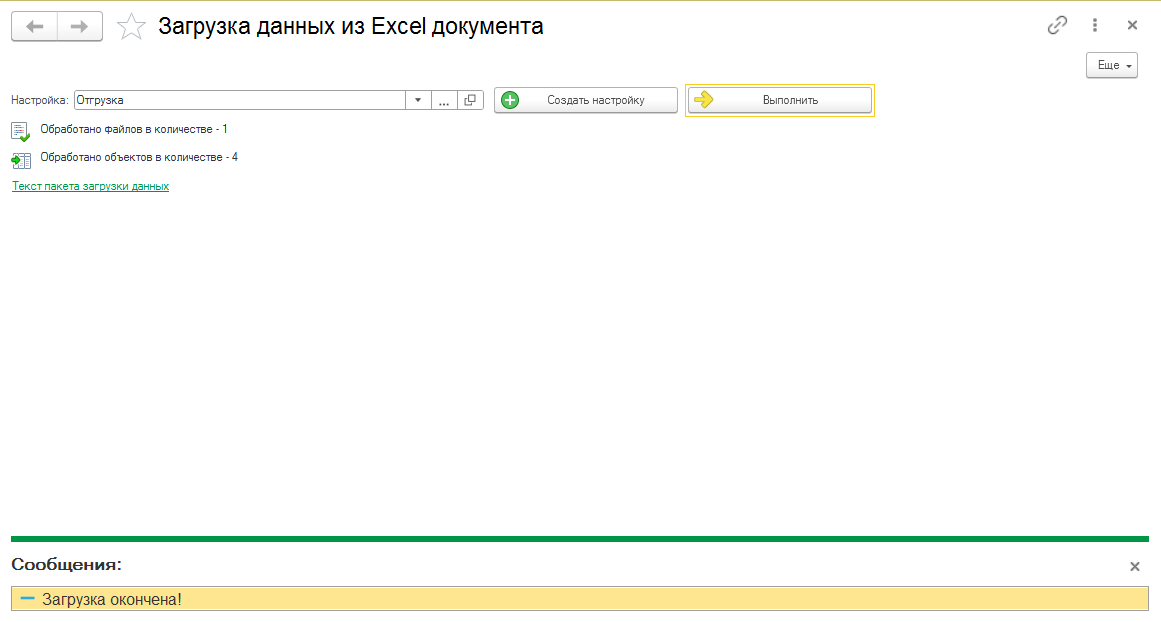 Загрузка данных из Excel документа
Еще
Настройка: Отгрузка ... Создать настройку Выполнить
Обработано файлов в количестве - 1
Обработано объектов в количестве - 4
Текст пакета загрузки данных
Сообщения:
Загрузка окончена!